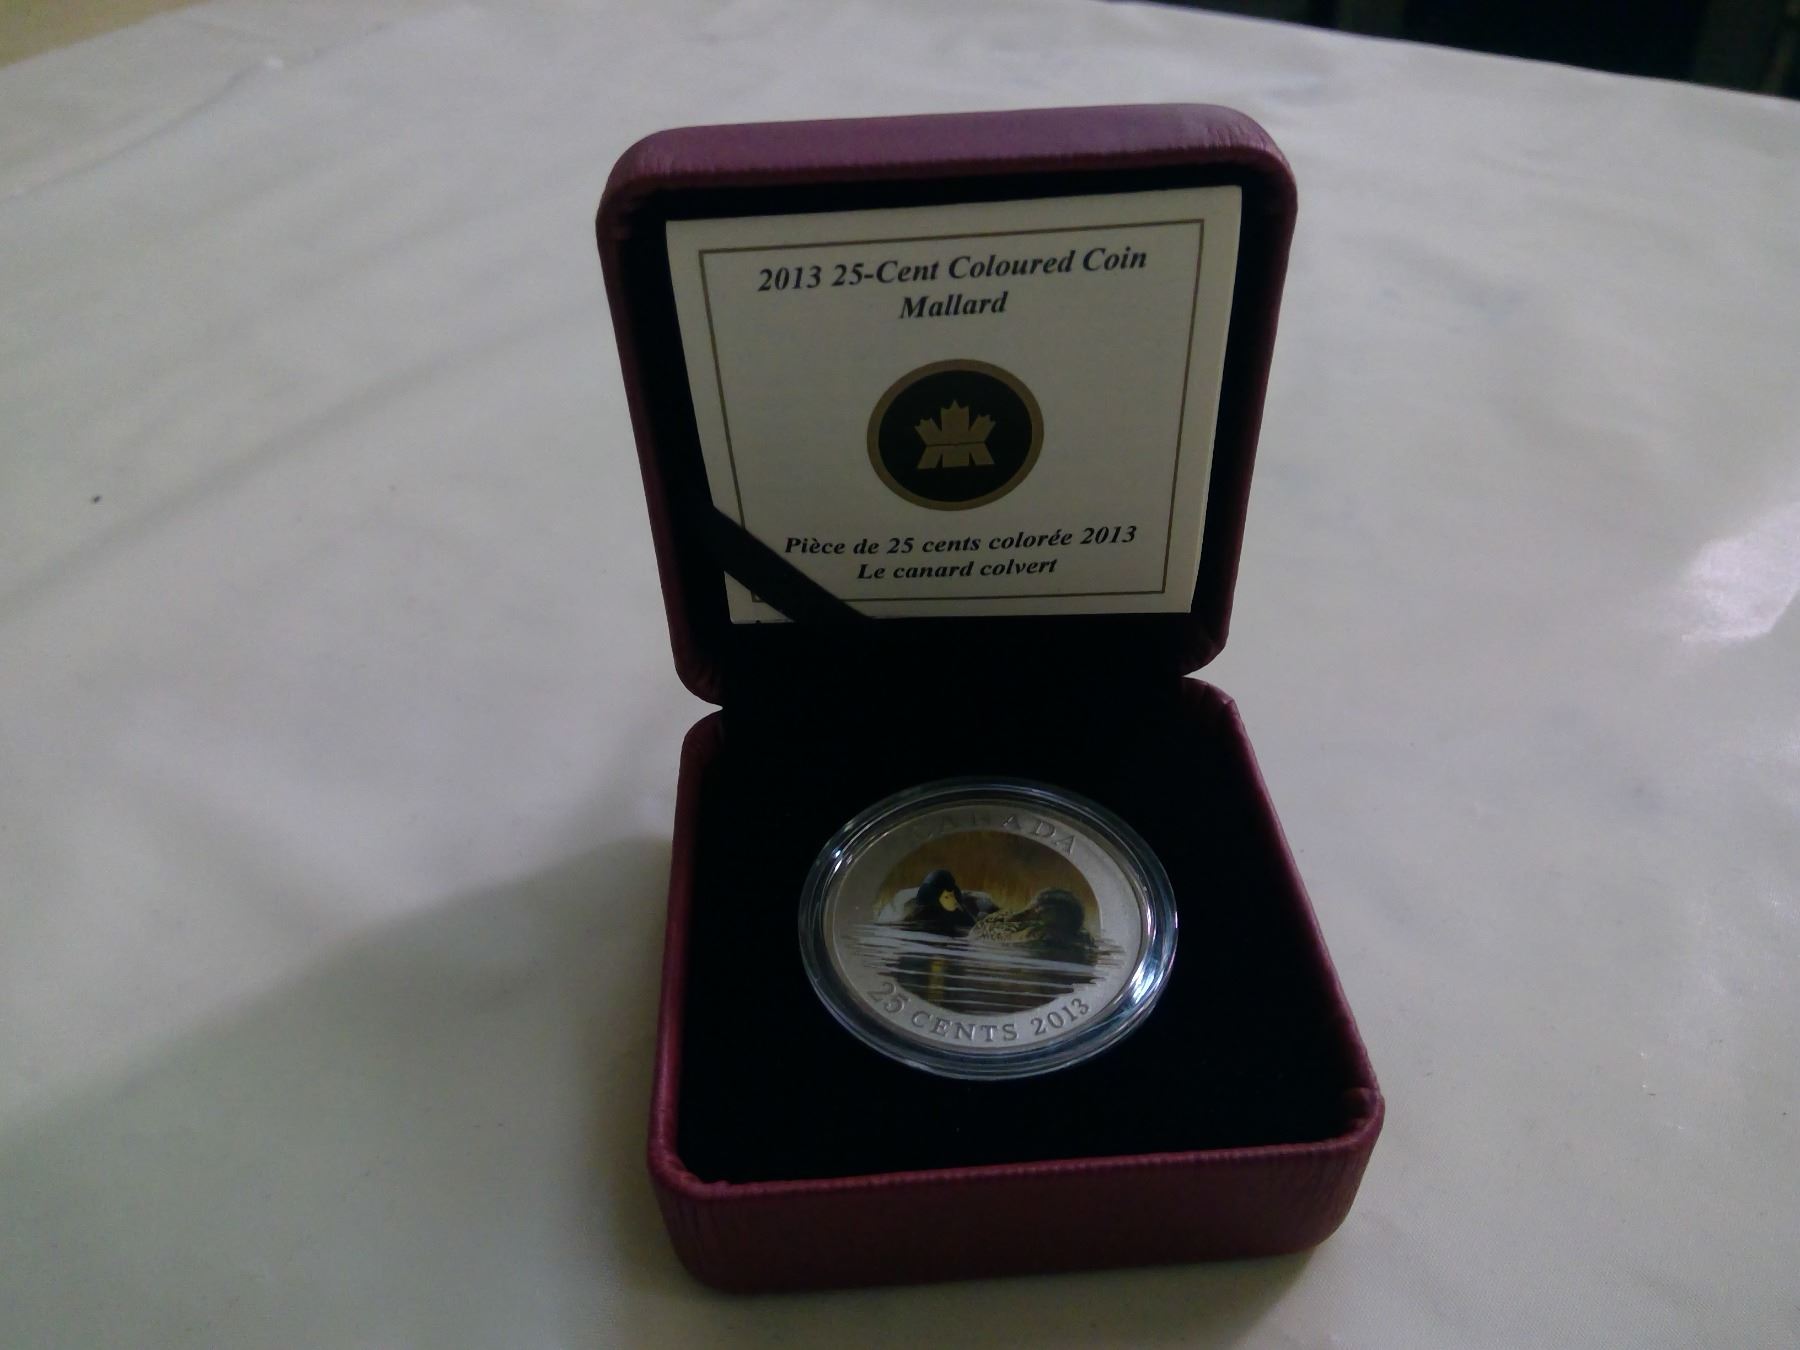 2013 25-Cent Coloured Coin
Mallard
Pièce de 25 cents colorée 2013
Le canard colvert
CANADA
25 CENTS 2013